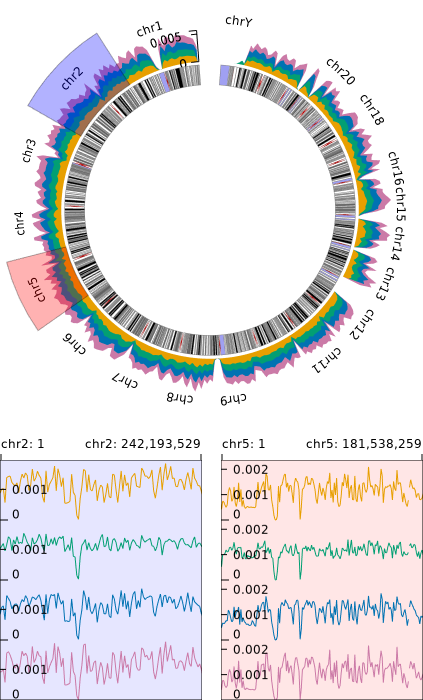 chrY
chr1
0.005
0
chr2
chr3
chr4
chr5
chr6
chr7
chr8
chr9
chr11
chr12
chr13
chr14
chr15
chr16
chr18
chr20
chr2: 1 chr2: 242,193,529
0.001
0
0.001
0
0.001
0
0.001
0
chr5: 1 chr5: 181,538,259
0.002
0.001
0
0.002
0.001
0
0.002
0.001
0
0.002
0.001
0